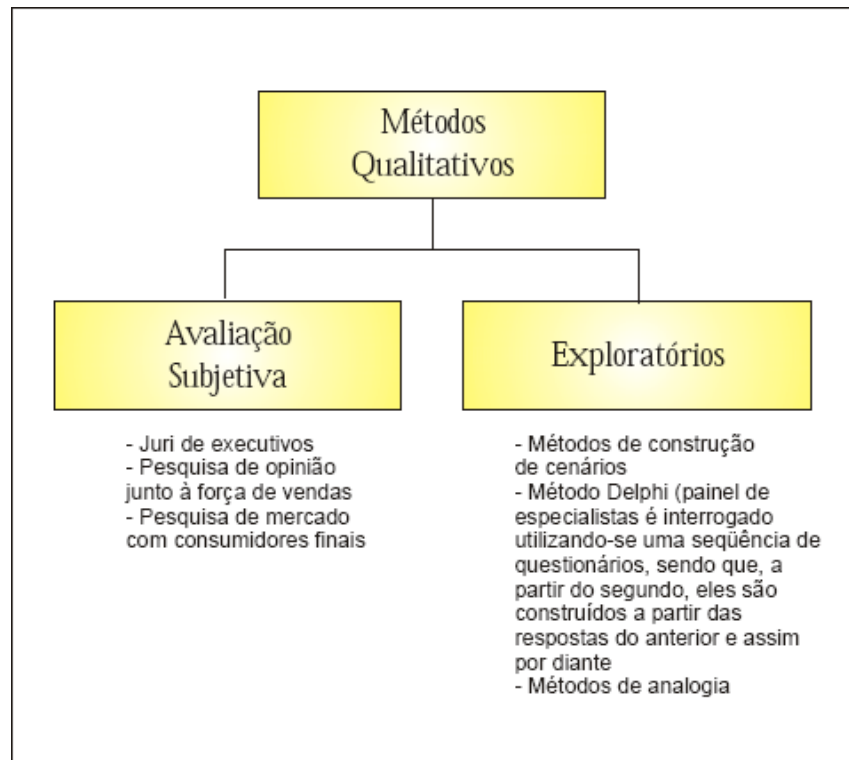 Métodos
Qualitativos
Avaliação
Subjetiva
- Juri de executivos
- Pesquisa de opinião
junto à força de vendas
- Pesquisa de mercado
com consumidores finais
Exploratórios
- Métodos de construção
de cenários
- Método Delphi (painel de
especialistas é interrogado
utilizando-se uma seqüência de
questionários, sendo que, a
partir do segundo, eles são
construídos a partir das
respostas do anterior e assim
por diante
- Métodos de analogia